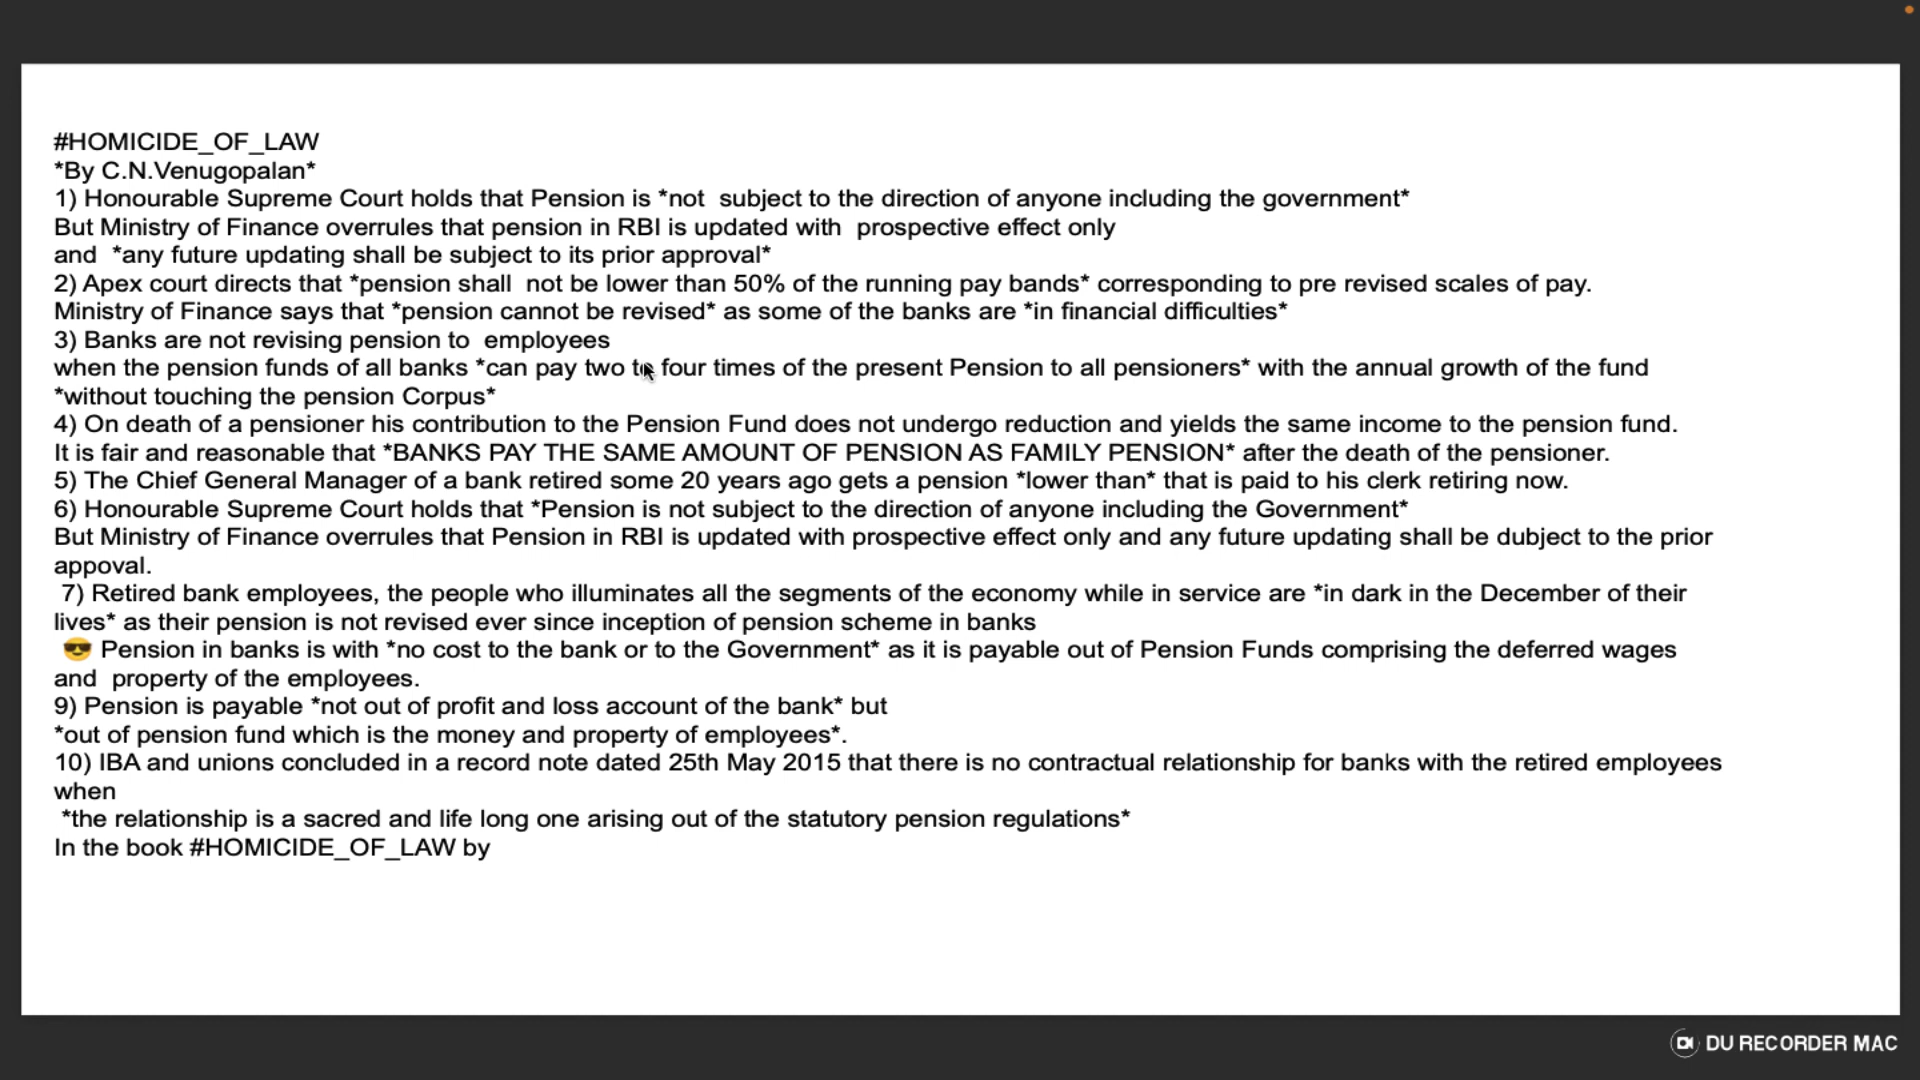 #HOMICIDE_OF_LAW
*By C.N.Venugopalan*
1) Honourable Supreme Court holds that Pension is *not  subject to the direction of anyone including the government*
But Ministry of Finance overrules that pension in RBI is updated with  prospective effect only
and  *any future updating shall be subject to its prior approval*
2) Apex court directs that *pension shall  not be lower than 50% of the running pay bands* corresponding to pre revised scales of pay.
Ministry of Finance says that *pension cannot be revised* as some of the banks are *in financial difficulties*
3) Banks are not revising pension to  employees
when the pension funds of all banks *can pay two to four times of the present Pension to all pensioners* with the annual growth of the fund
*without touching the pension Corpus*
4) On death of a pensioner his contribution to the Pension Fund does not undergo reduction and yields the same income to the pension fund.
It is fair and reasonable that *BANKS PAY THE SAME AMOUNT OF PENSION AS FAMILY PENSION* after the death of the pensioner.
5) The Chief General Manager of a bank retired some 20 years ago gets a pension *lower than* that is paid to his clerk retiring now.
6) Honourable Supreme Court holds that *Pension is not subject to the direction of anyone including the Government*
But Ministry of Finance overrules that Pension in RBI is updated with prospective effect only and any future updating shall be dubject to the prior
appoval.
7) Retired bank employees, the people who illuminates all the segments of the economy while in service are *in dark in the December of their
lives* as their pension is not revised ever since inception of pension scheme in banks
😎 Pension in banks is with *no cost to the bank or to the Government* as it is payable out of Pension Funds comprising the deferred wages
and  property of the employees.
9) Pension is payable *not out of profit and loss account of the bank* but
*out of pension fund which is the money and property of employees*.
10) IBA and unions concluded in a record note dated 25th May 2015 that there is no contractual relationship for banks with the retired employees
when
*the relationship is a sacred and life long one arising out of the statutory pension regulations*
In the book #HOMICIDE_OF_LAW by
DU RECORDER MAC